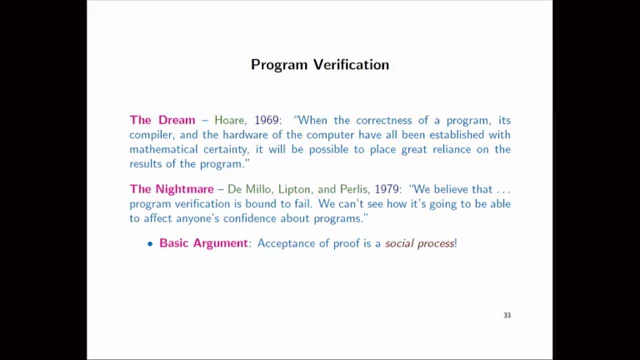 Program Verification
The Dream – Hoare, 1969: “When the correctness of a program, its
compiler, and the hardware of the computer have all been established with
mathematical certainty, it will be possible to place great reliance on the
results of the program.”
The Nightmare – De Millo, Lipton, and Perlis, 1979: “We believe that ...
program verification is bound to fail. We can’t see how it’s going to be able
to affect anyone’s confidence about programs.”
• Basic Argument: Acceptance of proof is a social process!
33